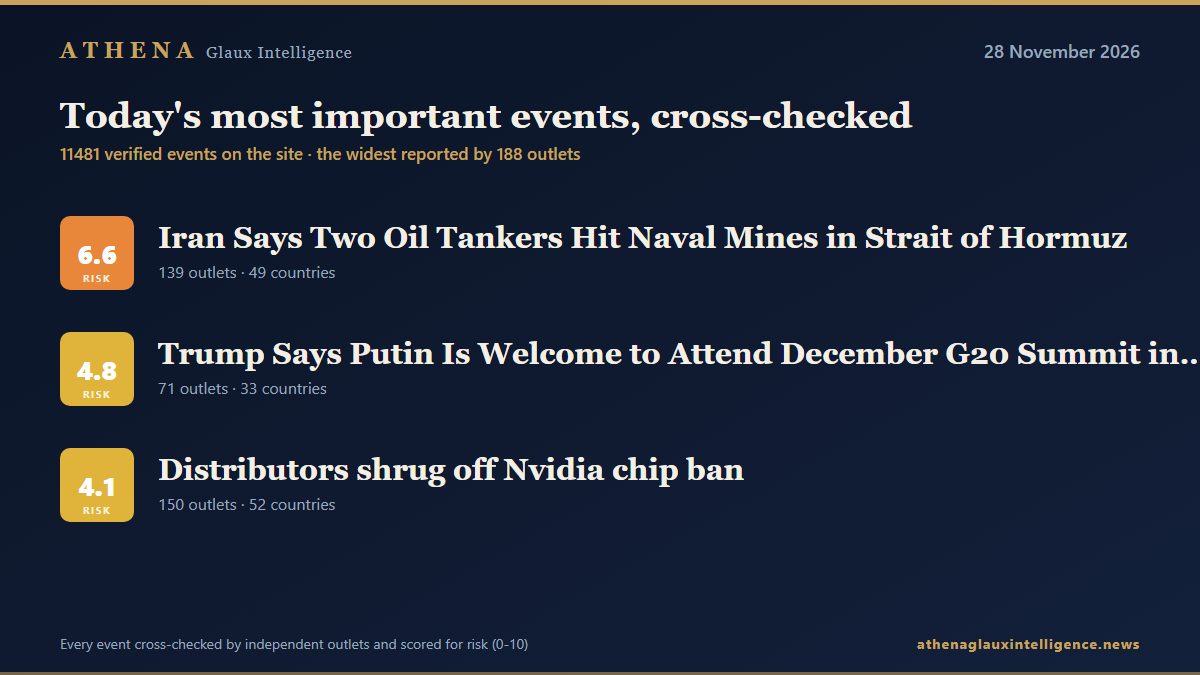 ATHENA Glaux Intelligence
28 November 2026
Today's most important events, cross-checked
11481 verified events on the site · the widest reported by 188 outlets
6.6
RISK
Iran Says Two Oil Tankers Hit Naval Mines in Strait of Hormuz
139 outlets · 49 countries
4.8
RISK
Trump Says Putin Is Welcome to Attend December G20 Summit in..
71 outlets · 33 countries
4.1
RISK
Distributors shrug off Nvidia chip ban
150 outlets · 52 countries
Every event cross-checked by independent outlets and scored for risk (0-10)
athenaglauxintelligence.news